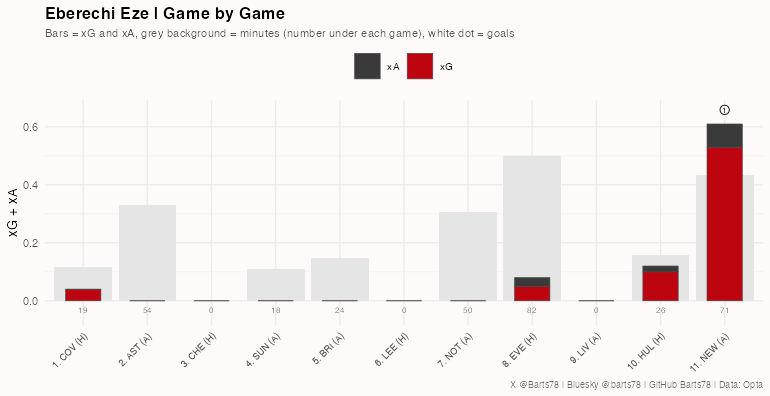 Eberechi Eze | Game by Game
Bars = xG and xA, grey background = minutes (number under each game), white dot = goals
xA xG
xG + xA
0.6
0.4
0.2
0.0
1
19 54 0 18 24 0 50 82 0 26 71
1. COV (H)
2. AST (A)
3. CHE (H)
4. SUN (A)
5. BRI (A)
6. LEE (H)
7. NOT (A)
8. EVE (H)
9. LIV (A)
10. HUL (H)
11. NEW (A)
X @Barts78 | Bluesky @barts78 | GitHub Barts78 | Data: Opta